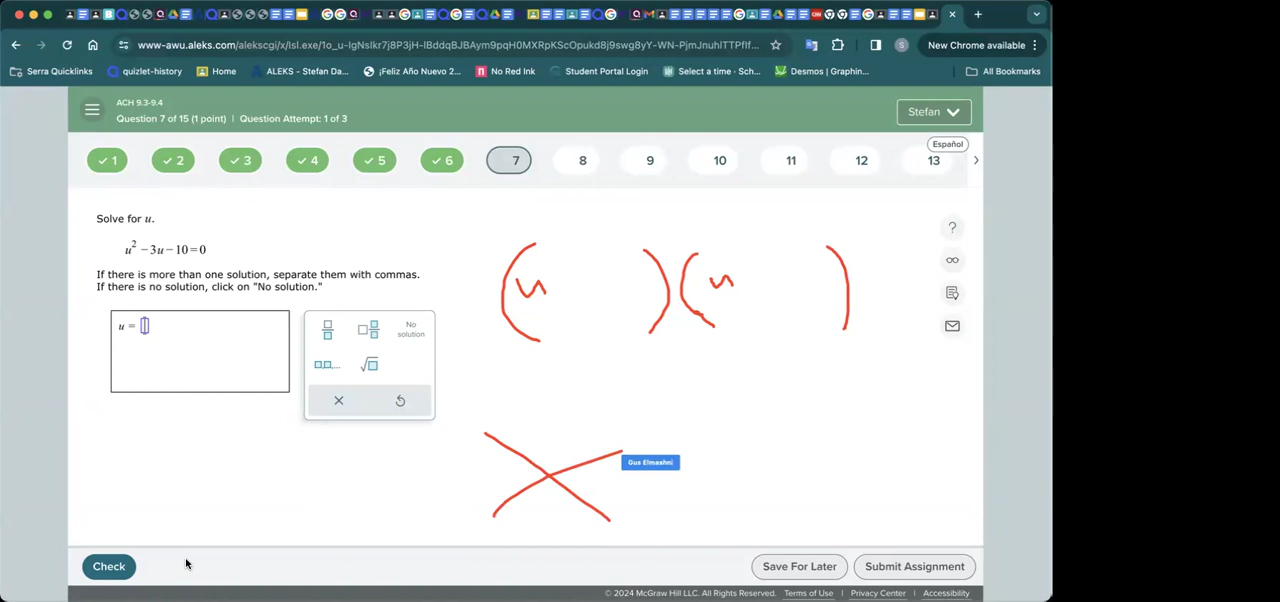 www-awu.aleks.com/alekscgi/x/Isl.exe/1o_u-IgNsIkr7j8P3jH-IBddqBJBAym9pqH0MXRpKScOpukd8j9swg8yY-WN-PjmJnuhlTTPflf...
New Chrome available
Serra Quicklinks
quizlet-history
Home
ALEKS - Stefan Da...
¡Feliz Año Nuevo 2...
No Red Ink
Student Portal Login
Select a time · Sch...
Desmos | Graphin...
All Bookmarks
ACH 9.3-9.4
Question 7 of 15 (1 point) | Question Attempt: 1 of 3
Stefan
Español
✓ 1 ✓ 2 ✓ 3 ✓ 4 ✓ 5 ✓ 6 7 8 9 10 11 12 13
Solve for u.
u² − 3u − 10 = 0
If there is more than one solution, separate them with commas.
If there is no solution, click on "No solution."
u =
No solution
(u )(u )
Gus Elmashni
Check
Save For Later
Submit Assignment
© 2024 McGraw Hill LLC. All Rights Reserved. Terms of Use | Privacy Center | Accessibility